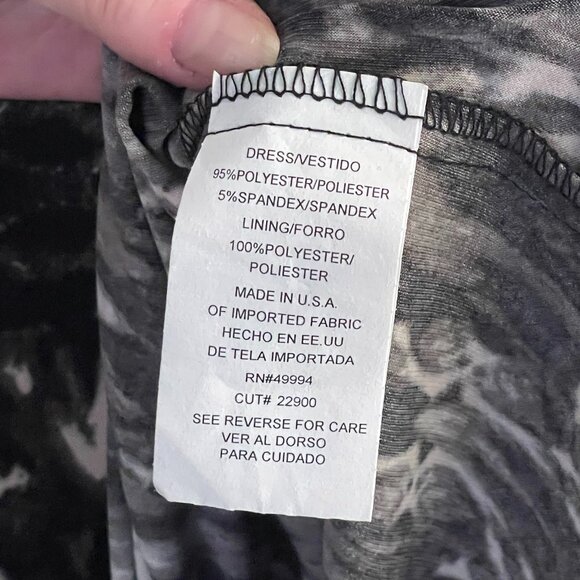 DRESS/VESTIDO
95%POLYESTER/POLIESTER
5%SPANDEX/SPANDEX
LINING/FORRO
100%POLYESTER/
POLIESTER
MADE IN U.S.A.
OF IMPORTED FABRIC
HECHO EN EE.UU
DE TELA IMPORTADA
RN#49994
CUT# 22900
SEE REVERSE FOR CARE
VER AL DORSO
PARA CUIDADO